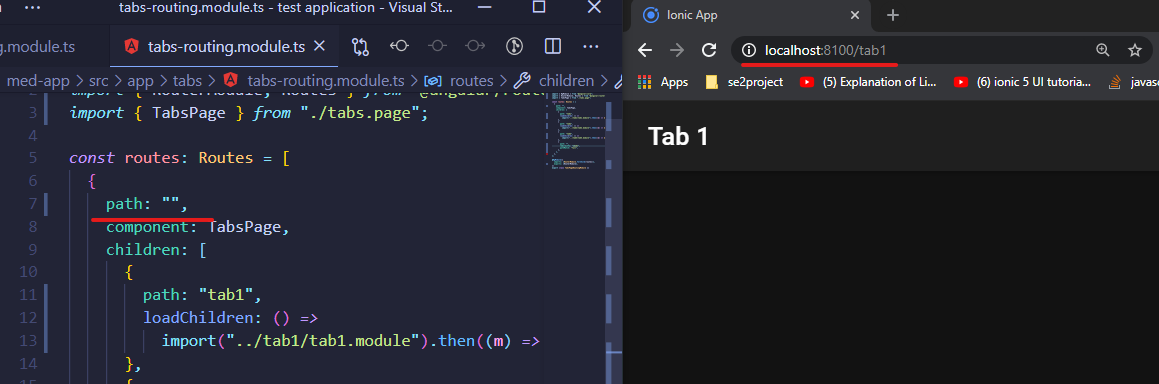 tabs-routing.module.ts - test application - Visual St...
g.module.ts
tabs-routing.module.ts
med-app > src > app > tabs > tabs-routing.module.ts > routes > children >
3 import { TabsPage } from "./tabs.page";
4
5 const routes: Routes = [
6 {
7 path: "",
8 component: TabsPage,
9 children: [
10 {
11 path: "tab1",
12 loadChildren: () =>
13 import("../tab1/tab1.module").then((m) =>
14 },
15 {
Ionic App
localhost:8100/tab1
Apps
se2project
(5) Explanation of Li...
(6) ionic 5 UI tutoria...
javas
Tab 1